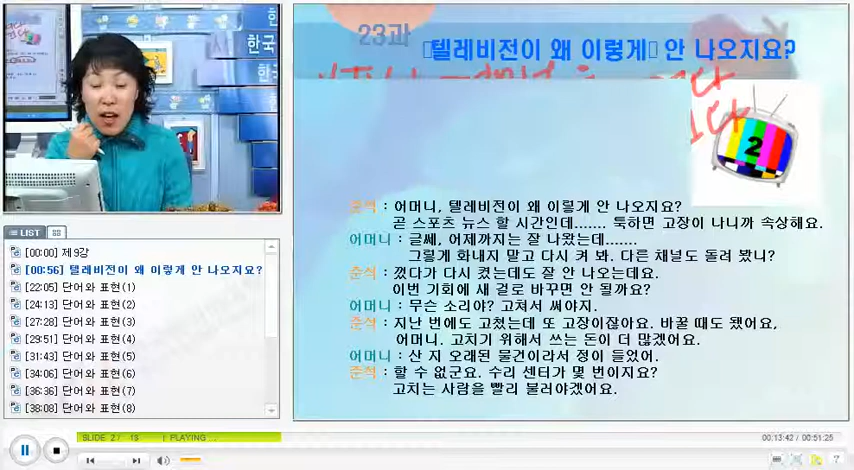 23과
텔레비전이 왜 이렇게 안 나오지요?
한국
2
준석 : 어머니, 텔레비전이 왜 이렇게 안 나오지요?
곧 스포츠 뉴스 할 시간인데....... 툭하면 고장이 나니까 속상해요.
어머니 : 글쎄, 어제까지는 잘 나왔는데.......
그렇게 화내지 말고 다시 켜 봐. 다른 채널도 돌려 봤니?
준석 : 껐다가 다시 켰는데도 잘 안 나오는데요.
이번 기회에 새 걸로 바꾸면 안 될까요?
어머니 : 무슨 소리야? 고쳐서 써야지.
준석 : 지난 번에도 고쳤는데 또 고장이잖아요. 바꿀 때도 됐어요,
어머니. 고치기 위해서 쓰는 돈이 더 많겠어요.
어머니 : 산 지 오래된 물건이라서 정이 들었어.
준석 : 할 수 없군요. 수리 센터가 몇 번이지요?
고치는 사람을 빨리 불러야겠어요.
LIST
[00:00] 제9강
[00:56] 텔레비전이 왜 이렇게 안 나오지요?
[22:05] 단어와 표현(1)
[24:13] 단어와 표현(2)
[27:28] 단어와 표현(3)
[29:51] 단어와 표현(4)
[31:43] 단어와 표현(5)
[34:06] 단어와 표현(6)
[36:36] 단어와 표현(7)
[38:08] 단어와 표현(8)
SLIDE 2 / 13 [ PLAYING ...
00:13:42 / 00:51:25